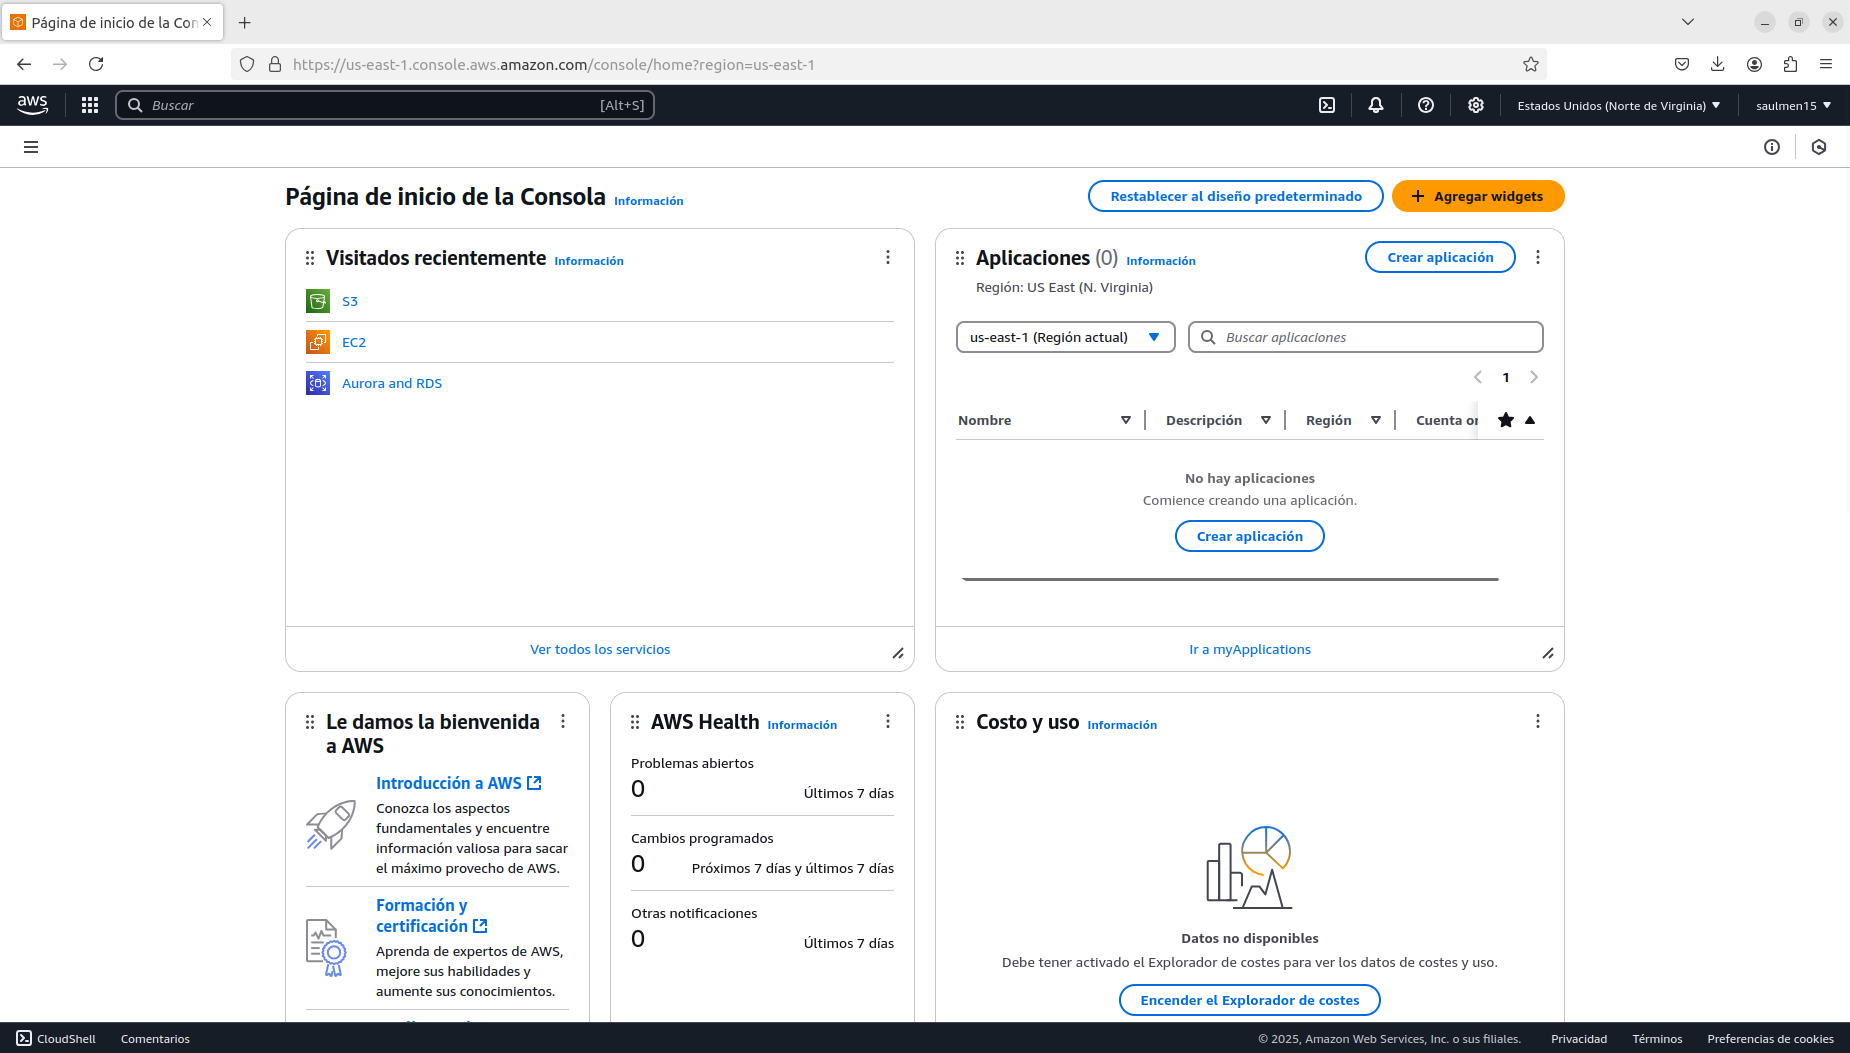 Página de inicio de la Con
https://us-east-1.console.aws.amazon.com/console/home?region=us-east-1
aws
Buscar
[Alt+S]
Estados Unidos (Norte de Virginia)
saulmen15
Página de inicio de la Consola
Información
Restablecer al diseño predeterminado
Agregar widgets
Visitados recientemente
Información
S3
EC2
Aurora and RDS
Ver todos los servicios
Aplicaciones (0)
Información
Crear aplicación
Región: US East (N. Virginia)
us-east-1 (Región actual)
Buscar aplicaciones
1
Nombre
Descripción
Región
Cuenta or
No hay aplicaciones
Comience creando una aplicación.
Crear aplicación
Ir a myApplications
Le damos la bienvenida
a AWS
Introducción a AWS
Conozca los aspectos
fundamentales y encuentre
información valiosa para sacar
el máximo provecho de AWS.
Formación y
certificación
Aprenda de expertos de AWS,
mejore sus habilidades y
aumente sus conocimientos.
AWS Health
Información
Problemas abiertos
0
Últimos 7 días
Cambios programados
0
Próximos 7 días y últimos 7 días
Otras notificaciones
0
Últimos 7 días
Costo y uso
Información
Datos no disponibles
Debe tener activado el Explorador de costes para ver los datos de costes y uso.
Encender el Explorador de costes
CloudShell
Comentarios
© 2025, Amazon Web Services, Inc. o sus filiales.
Privacidad
Términos
Preferencias de cookies